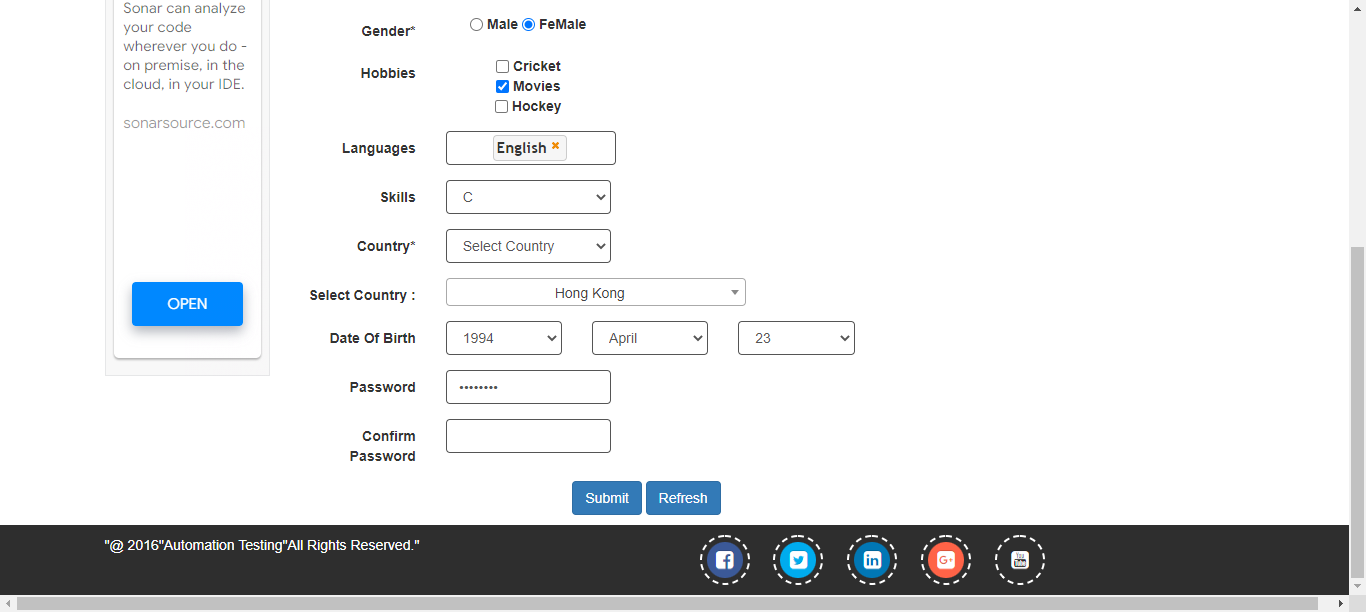 Sonar can analyze
your code
wherever you do -
on premise, in the
cloud, in your IDE.
sonarsource.com
OPEN
Gender*
Male FeMale
Hobbies
Cricket
Movies
Hockey
Languages
English
Skills
C
Country*
Select Country
Select Country :
Hong Kong
Date Of Birth
1994 April 23
Password
••••••••
Confirm
Password
Submit Refresh
"@ 2016"Automation Testing"All Rights Reserved."
f in G+ You Tube